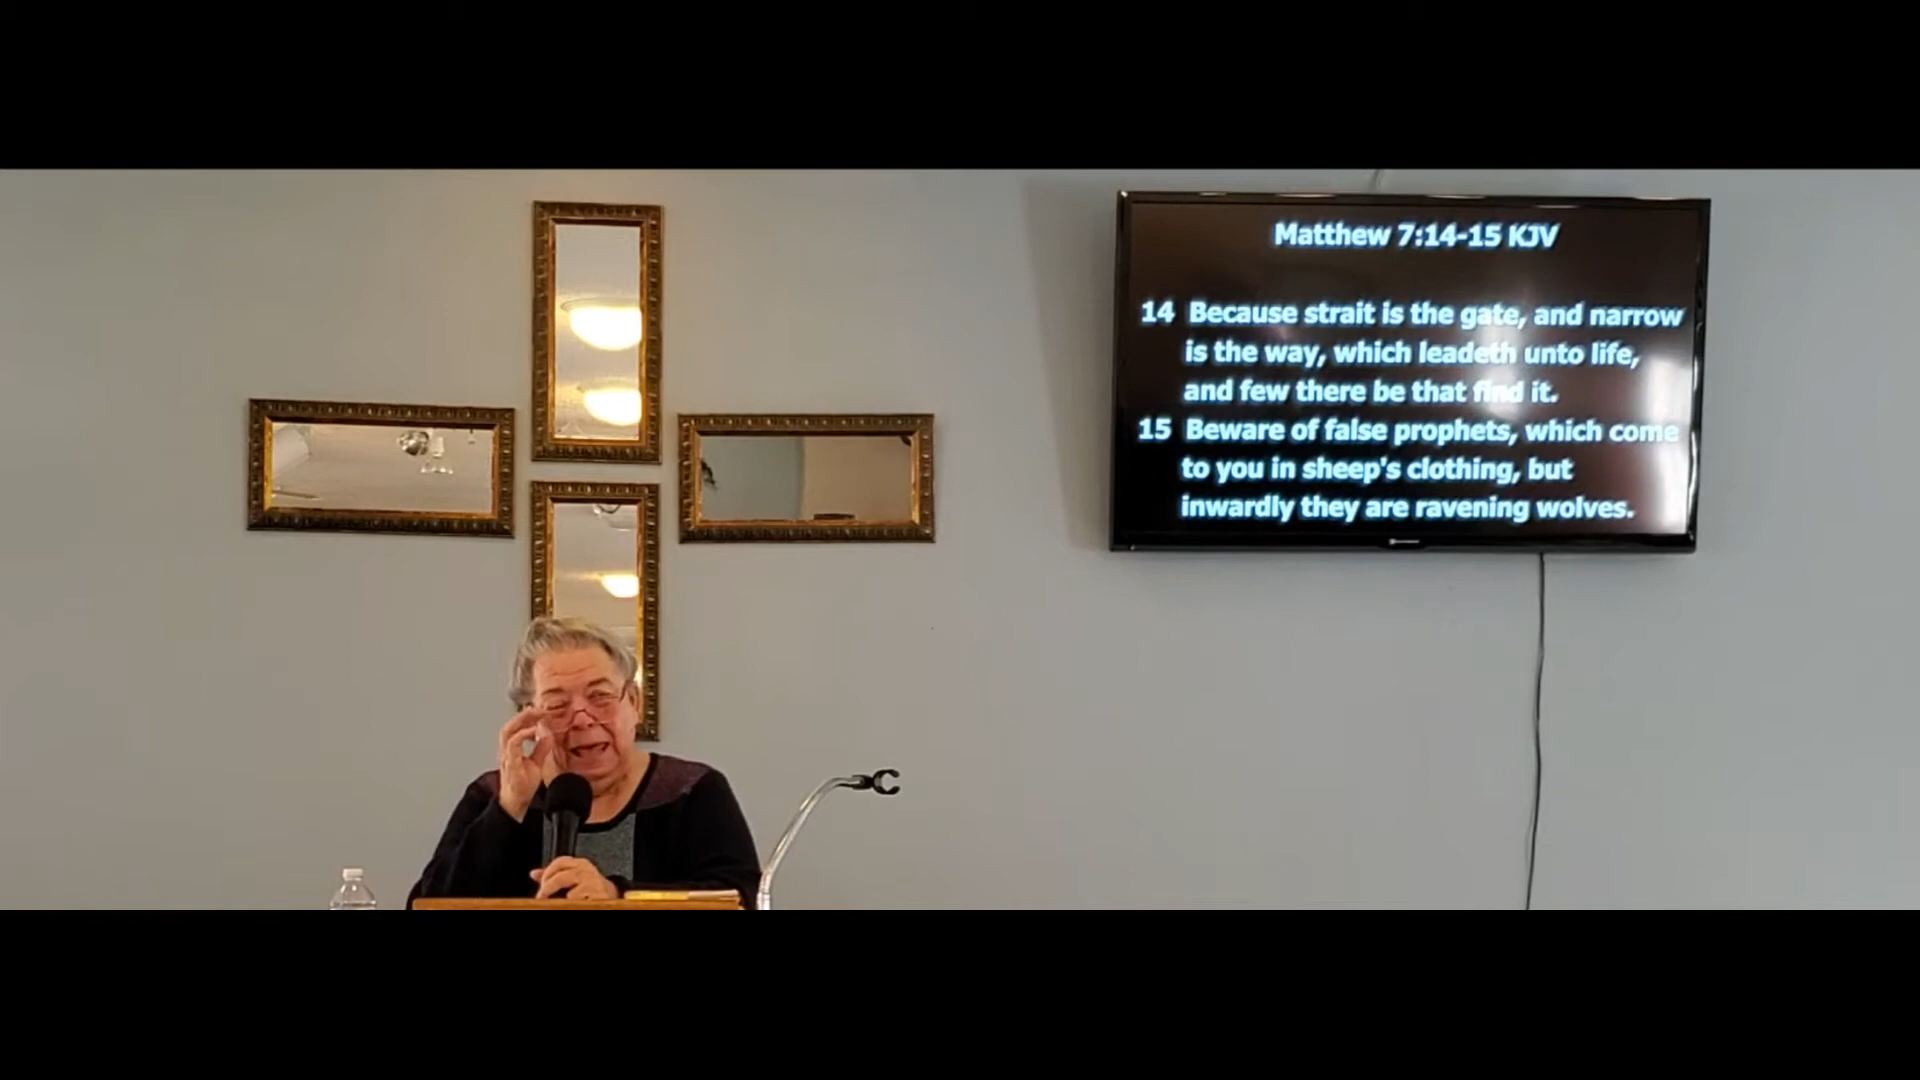 Matthew 7:14-15 KJV
14 Because strait is the gate, and narrow
is the way, which leadeth unto life,
and few there be that find it.
15 Beware of false prophets, which come
to you in sheep's clothing, but
inwardly they are ravening wolves.